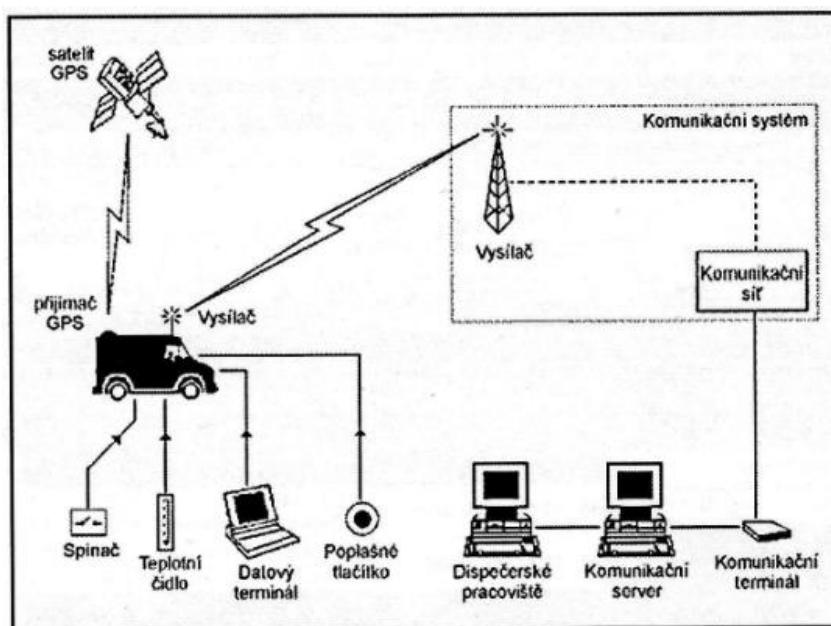 satelit
GPS
Komunikační systém
Vysílač
Komunikační
síť
přijímač
GPS
Vysílač
Spínač
Teplotní
čidlo
Datový
terminál
Poplašné
tlačítko
Dispečerské
pracoviště
Komunikační
server
Komunikační
terminál